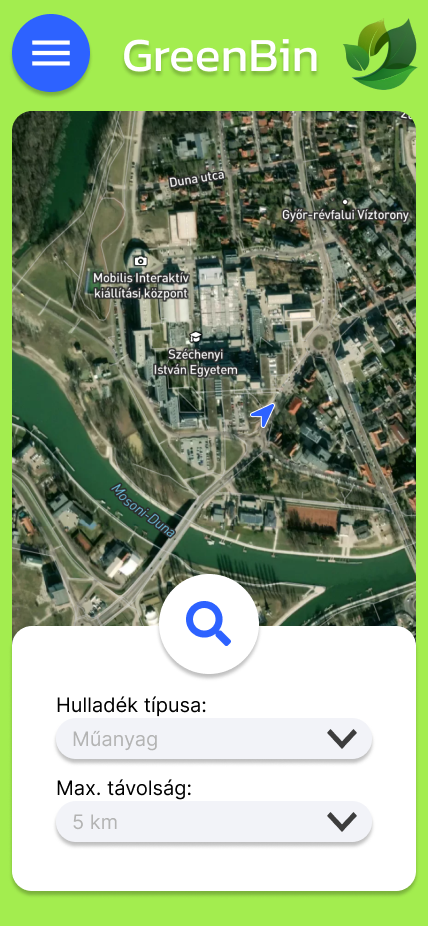 GreenBin
Duna utca
Győr-révfalui Víztorony
Mobilis Interaktív
kiállítási központ
Széchenyi
István Egyetem
Mosoni-Duna
Hulladék típusa:
Műanyag
Max. távolság:
5 km